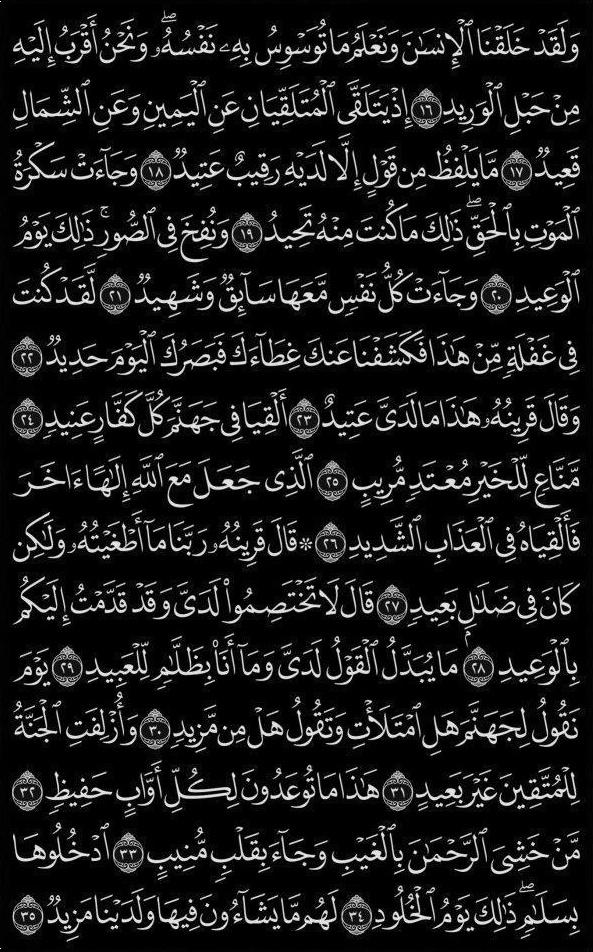 وَلَقَدْ خَلَقْنَا ٱلْإِنسَٰنَ وَنَعْلَمُ مَا تُوَسْوِسُ بِهِۦ نَفْسُهُۥۖ وَنَحْنُ أَقْرَبُ إِلَيْهِ
مِنْ حَبْلِ ٱلْوَرِيدِ ١٦ إِذْ يَتَلَقَّى ٱلْمُتَلَقِّيَانِ عَنِ ٱلْيَمِينِ وَعَنِ ٱلشِّمَالِ
قَعِيدٌ ١٧ مَّا يَلْفِظُ مِن قَوْلٍ إِلَّا لَدَيْهِ رَقِيبٌ عَتِيدٌ ١٨ وَجَآءَتْ سَكْرَةُ
ٱلْمَوْتِ بِٱلْحَقِّۖ ذَٰلِكَ مَا كُنتَ مِنْهُ تَحِيدُ ١٩ وَنُفِخَ فِى ٱلصُّورِۚ ذَٰلِكَ يَوْمُ
ٱلْوَعِيدِ ٢٠ وَجَآءَتْ كُلُّ نَفْسٍ مَّعَهَا سَآئِقٌ وَشَهِيدٌ ٢١ لَّقَدْ كُنتَ
فِى غَفْلَةٍ مِّنْ هَٰذَا فَكَشَفْنَا عَنكَ غِطَآءَكَ فَبَصَرُكَ ٱلْيَوْمَ حَدِيدٌ ٢٢
وَقَالَ قَرِينُهُۥ هَٰذَا مَا لَدَىَّ عَتِيدٌ ٢٣ أَلْقِيَا فِى جَهَنَّمَ كُلَّ كَفَّارٍ عَنِيدٍ ٢٤
مَّنَّاعٍ لِّلْخَيْرِ مُعْتَدٍ مُّرِيبٍ ٢٥ ٱلَّذِى جَعَلَ مَعَ ٱللَّهِ إِلَٰهًا ءَاخَرَ
فَأَلْقِيَاهُ فِى ٱلْعَذَابِ ٱلشَّدِيدِ ٢٦ ۞ قَالَ قَرِينُهُۥ رَبَّنَا مَآ أَطْغَيْتُهُۥ وَلَٰكِن
كَانَ فِى ضَلَٰلٍۭ بَعِيدٍ ٢٧ قَالَ لَا تَخْتَصِمُوا۟ لَدَىَّ وَقَدْ قَدَّمْتُ إِلَيْكُم
بِٱلْوَعِيدِ ٢٨ مَا يُبَدَّلُ ٱلْقَوْلُ لَدَىَّ وَمَآ أَنَا۠ بِظَلَّٰمٍ لِّلْعَبِيدِ ٢٩ يَوْمَ
نَقُولُ لِجَهَنَّمَ هَلِ ٱمْتَلَأْتِ وَتَقُولُ هَلْ مِن مَّزِيدٍ ٣٠ وَأُزْلِفَتِ ٱلْجَنَّةُ
لِلْمُتَّقِينَ غَيْرَ بَعِيدٍ ٣١ هَٰذَا مَا تُوعَدُونَ لِكُلِّ أَوَّابٍ حَفِيظٍ ٣٢
مَّنْ خَشِىَ ٱلرَّحْمَٰنَ بِٱلْغَيْبِ وَجَآءَ بِقَلْبٍ مُّنِيبٍ ٣٣ ٱدْخُلُوهَا
بِسَلَٰمٍۖ ذَٰلِكَ يَوْمُ ٱلْخُلُودِ ٣٤ لَهُم مَّا يَشَآءُونَ فِيهَا وَلَدَيْنَا مَزِيدٌ ٣٥